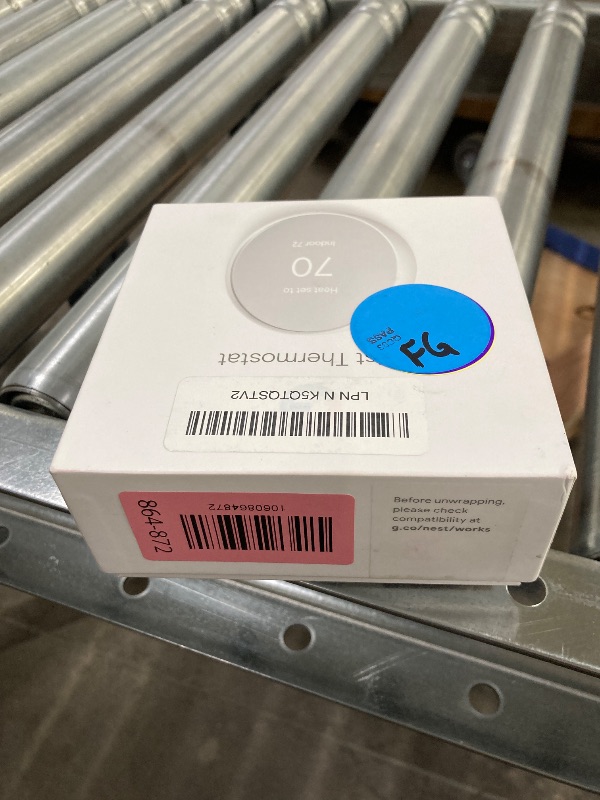 LPN N K5QTQSTV2
st Thermostat
Heat set to
70
Indoor 72
PASS
FG
864-872
1060864872
Before unwrapping,
please check
compatibility at
g.co/nest/works